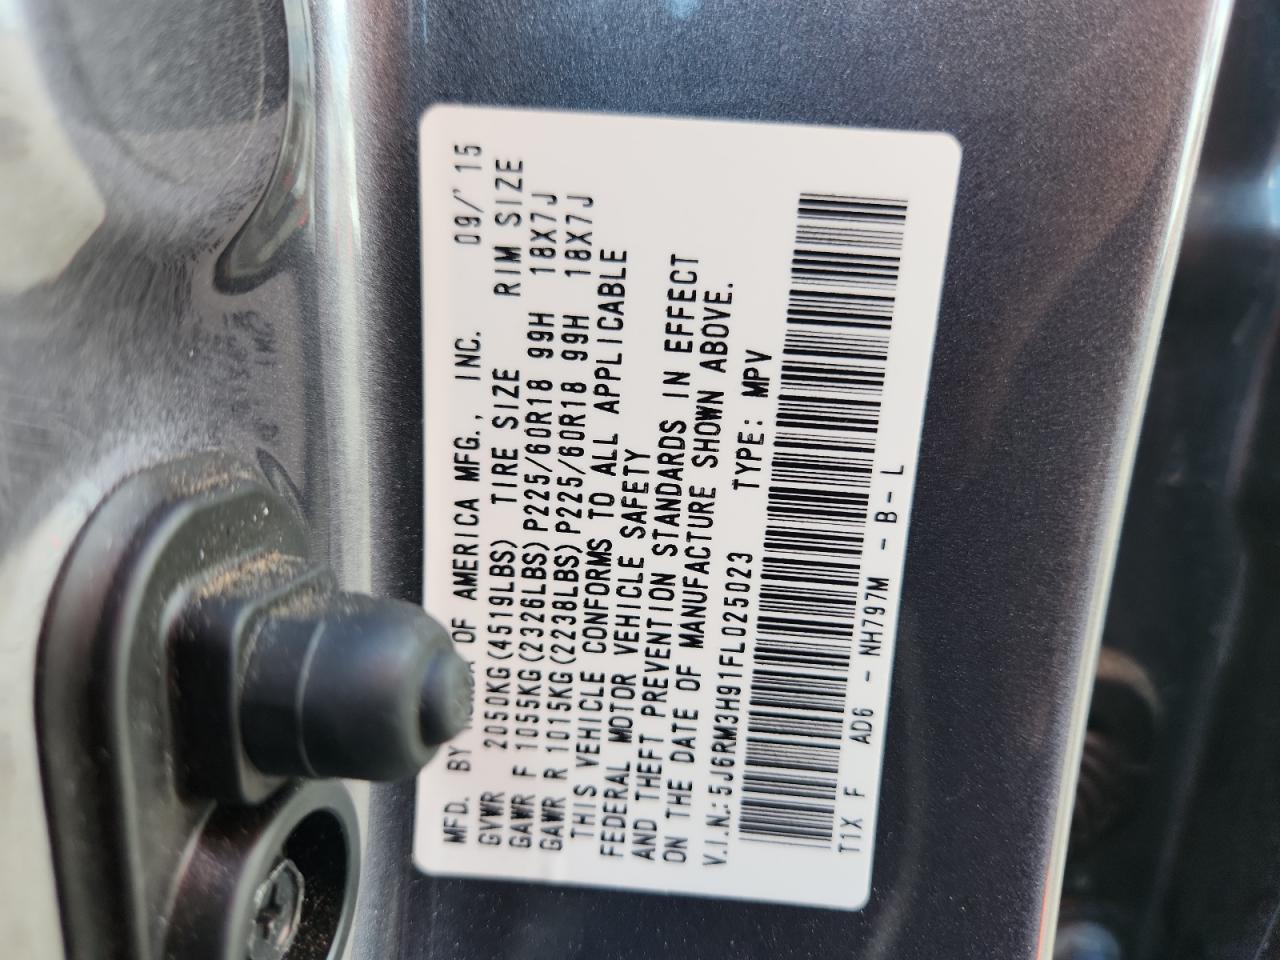 MFD. BY HONDA OF AMERICA MFG., INC. 09/'15
GVWR 2050KG(4519LBS) TIRE SIZE RIM SIZE
GAWR F 1055KG(2326LBS) P225/60R18 99H 18X7J
GAWR R 1015KG(2238LBS) P225/60R18 99H 18X7J
THIS VEHICLE CONFORMS TO ALL APPLICABLE
FEDERAL MOTOR VEHICLE SAFETY
AND THEFT PREVENTION STANDARDS IN EFFECT
ON THE DATE OF MANUFACTURE SHOWN ABOVE.
V.I.N.:5J6RM3H91FL025023 TYPE: MPV
T1X F AD6 - NH797M - B - L